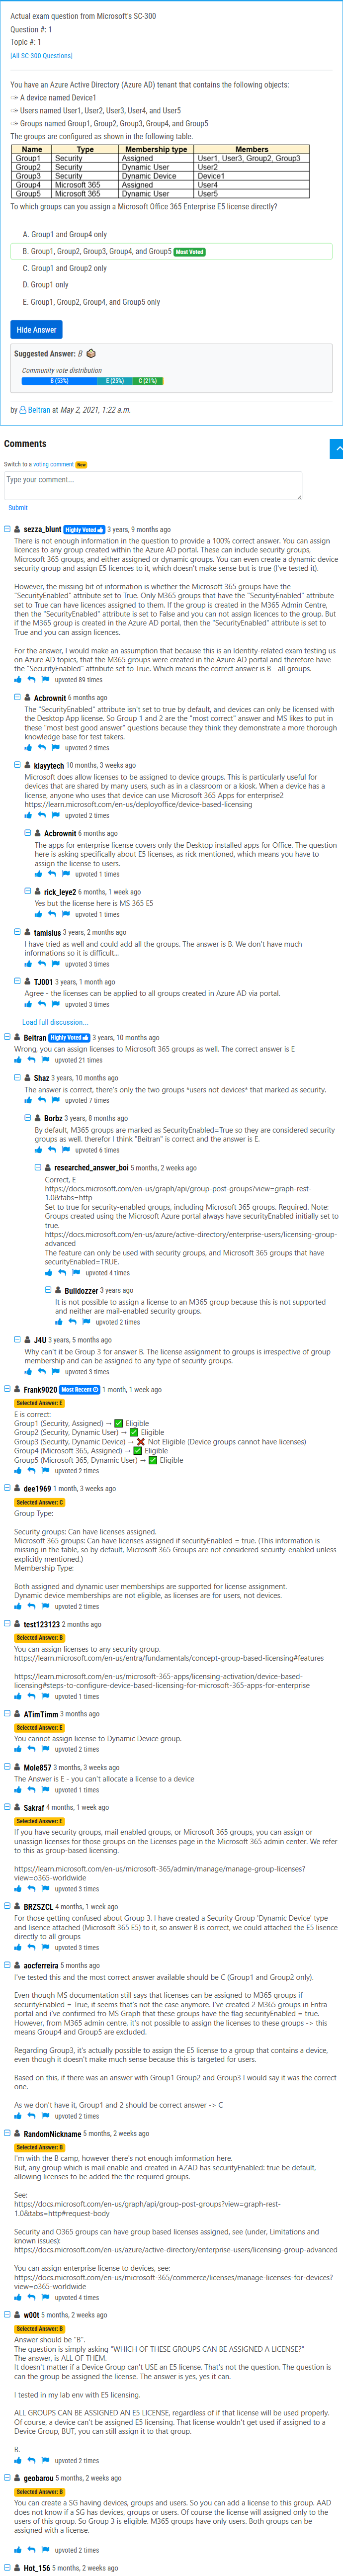 Actual exam question from Microsoft's SC-300
Question #: 1
Topic #: 1
[All SC-300 Questions]
You have an Azure Active Directory (Azure AD) tenant that contains the following objects:
A device named Device1
Users named User1, User2, User3, User4, and User5
Groups named Group1, Group2, Group3, Group4, and Group5
The groups are configured as shown in the following table.
Name Type Membership type Members
Group1 Security Assigned User1, User3, Group2, Group3
Group2 Security Dynamic User User2
Group3 Security Dynamic Device Device1
Group4 Microsoft 365 Assigned User4
Group5 Microsoft 365 Dynamic User User5
To which groups can you assign a Microsoft Office 365 Enterprise E5 license directly?
A. Group1 and Group4 only
B. Group1, Group2, Group3, Group4, and Group5 Most Voted
C. Group1 and Group2 only
D. Group1 only
E. Group1, Group2, Group4, and Group5 only
Hide Answer
Suggested Answer: B
Community vote distribution
B (53%) E (25%) C (21%)
by Beitran at May 2, 2021, 1:22 a.m.
Comments
Switch to a voting comment New
Type your comment...
Submit
sezza_blunt Highly Voted 3 years, 9 months ago
There is not enough information in the question to provide a 100% correct answer. You can assign
licences to any group created within the Azure AD portal. These can include security groups,
Microsoft 365 groups, and either assigned or dynamic groups. You can even create a dynamic device
security group and assign E5 licences to it, which doesn't make sense but is true (I've tested it).
However, the missing bit of information is whether the Microsoft 365 groups have the
"SecurityEnabled" attribute set to True. Only M365 groups that have the "SecurityEnabled" attribute
set to True can have licences assigned to them. If the group is created in the M365 Admin Centre,
then the "SecurityEnabled" attribute is set to False and you can not assign licences to the group. But
if the M365 group is created in the Azure AD portal, then the "SecurityEnabled" attribute is set to
True and you can assign licences.
For the answer, I would make an assumption that because this is an Identity-related exam testing us
on Azure AD topics, that the M365 groups were created in the Azure AD portal and therefore have
the "SecurityEnabled" attribute set to True. Which means the correct answer is B - all groups.
upvoted 89 times
Acbrownit 6 months ago
The "SecurityEnabled" attribute isn't set to true by default, and devices can only be licensed with
the Desktop App license. So Group 1 and 2 are the "most correct" answer and MS likes to put in
these "most best good answer" questions because they think they demonstrate a more thorough
knowledge base for test takers.
upvoted 2 times
klayytech 10 months, 3 weeks ago
Microsoft does allow licenses to be assigned to device groups. This is particularly useful for
devices that are shared by many users, such as in a classroom or a kiosk. When a device has a
license, anyone who uses that device can use Microsoft 365 Apps for enterprise2
https://learn.microsoft.com/en-us/deployoffice/device-based-licensing
upvoted 2 times
Acbrownit 6 months ago
The apps for enterprise license covers only the Desktop installed apps for Office. The question
here is asking specifically about E5 licenses, as rick mentioned, which means you have to
assign the license to users.
upvoted 1 times
rick_leye2 6 months, 1 week ago
Yes but the license here is MS 365 E5
upvoted 1 times
tamisius 3 years, 2 months ago
I have tried as well and could add all the groups. The answer is B. We don't have much
informations so it is difficult...
upvoted 3 times
TJ001 3 years, 1 month ago
Agree - the licenses can be applied to all groups created in Azure AD via portal.
upvoted 3 times
Load full discussion...
Beitran Highly Voted 3 years, 10 months ago
Wrong, you can assign licenses to Microsoft 365 groups as well. The correct answer is E
upvoted 21 times
Shaz 3 years, 10 months ago
The answer is correct, there's only the two groups *users not devices* that marked as security.
upvoted 7 times
Borbz 3 years, 8 months ago
By default, M365 groups are marked as SecurityEnabled=True so they are considered security
groups as well. therefor I think "Beitran" is correct and the answer is E.
upvoted 6 times
researched_answer_boi 5 months, 2 weeks ago
Correct, E
https://docs.microsoft.com/en-us/graph/api/group-post-groups?view=graph-rest-
1.0&tabs=http
Set to true for security-enabled groups, including Microsoft 365 groups. Required. Note:
Groups created using the Microsoft Azure portal always have securityEnabled initially set to
true.
https://docs.microsoft.com/en-us/azure/active-directory/enterprise-users/licensing-group-
advanced
The feature can only be used with security groups, and Microsoft 365 groups that have
securityEnabled=TRUE.
upvoted 4 times
Bulldozzer 3 years ago
It is not possible to assign a license to an M365 group because this is not supported
and neither are mail-enabled security groups.
upvoted 2 times
J4U 3 years, 5 months ago
Why can't it be Group 3 for answer B. The license assignment to groups is irrespective of group
membership and can be assigned to any type of security groups.
upvoted 3 times
Frank9020 Most Recent 1 month, 1 week ago
Selected Answer: E
E is correct:
Group1 (Security, Assigned) → ✅ Eligible
Group2 (Security, Dynamic User) → ✅ Eligible
Group3 (Security, Dynamic Device) → ❌ Not Eligible (Device groups cannot have licenses)
Group4 (Microsoft 365, Assigned) → ✅ Eligible
Group5 (Microsoft 365, Dynamic User) → ✅ Eligible
upvoted 2 times
dee1969 1 month, 3 weeks ago
Selected Answer: C
Group Type:
Security groups: Can have licenses assigned.
Microsoft 365 groups: Can have licenses assigned if securityEnabled = true. (This information is
missing in the table, so by default, Microsoft 365 Groups are not considered security-enabled unless
explicitly mentioned.)
Membership Type:
Both assigned and dynamic user memberships are supported for license assignment.
Dynamic device memberships are not eligible, as licenses are for users, not devices.
upvoted 2 times
test123123 2 months ago
Selected Answer: B
You can assign licenses to any security group.
https://learn.microsoft.com/en-us/entra/fundamentals/concept-group-based-licensing#features
https://learn.microsoft.com/en-us/microsoft-365-apps/licensing-activation/device-based-
licensing#steps-to-configure-device-based-licensing-for-microsoft-365-apps-for-enterprise
upvoted 1 times
ATimTimm 3 months ago
Selected Answer: E
You cannot assign license to Dynamic Device group.
upvoted 2 times
Mole857 3 months, 3 weeks ago
The Answer is E - you can't allocate a license to a device
upvoted 1 times
Sakraf 4 months, 1 week ago
Selected Answer: E
If you have security groups, mail enabled groups, or Microsoft 365 groups, you can assign or
unassign licenses for those groups on the Licenses page in the Microsoft 365 admin center. We refer
to this as group-based licensing.
https://learn.microsoft.com/en-us/microsoft-365/admin/manage/manage-group-licenses?
view=o365-worldwide
upvoted 3 times
BRZSZCL 4 months, 1 week ago
For those getting confused about Group 3. I have created a Security Group 'Dynamic Device' type
and lisence attached (Microsoft 365 E5) to it, so answer B is correct, we could attached the E5 lisence
directly to all groups
upvoted 3 times
aocferreira 5 months ago
I've tested this and the most correct answer available should be C (Group1 and Group2 only).
Even though MS documentation still says that licenses can be assigned to M365 groups if
securityEnabled = True, it seems that's not the case anymore. I've created 2 M365 groups in Entra
portal and i've confirmed fro MS Graph that these groups have the flag securityEnabled = true.
However, from M365 admin centre, it's not possible to assign the licenses to these groups -> this
means Group4 and Group5 are excluded.
Regarding Group3, it's actually possible to assign the E5 license to a group that contains a device,
even though it doesn't make much sense because this is targeted for users.
Based on this, if there was an answer with Group1 Group2 and Group3 I would say it was the correct
one.
As we don't have it, Group1 and 2 should be correct answer -> C
upvoted 2 times
RandomNickname 5 months, 2 weeks ago
Selected Answer: B
I'm with the B camp, however there's not enough imformation here.
But, any group which is mail enable and created in AZAD has securityEnabled: true be default,
allowing licenses to be added the the required groups.
See:
https://docs.microsoft.com/en-us/graph/api/group-post-groups?view=graph-rest-
1.0&tabs=http#request-body
Security and O365 groups can have group based licenses assigned, see (under, Limitations and
known issues):
https://docs.microsoft.com/en-us/azure/active-directory/enterprise-users/licensing-group-advanced
You can assign enterprise license to devices, see:
https://docs.microsoft.com/en-us/microsoft-365/commerce/licenses/manage-licenses-for-devices?
view=o365-worldwide
upvoted 4 times
w00t 5 months, 2 weeks ago
Selected Answer: B
Answer should be "B".
The question is simply asking "WHICH OF THESE GROUPS CAN BE ASSIGNED A LICENSE?"
The answer, is ALL OF THEM.
It doesn't matter if a Device Group can't USE an E5 license. That's not the question. The question is
can the group be assigned the license. The answer is yes, yes it can.
I tested in my lab env with E5 licensing.
ALL GROUPS CAN BE ASSIGNED AN E5 LICENSE, regardless of if that license will be used properly.
Of course, a device can't be assigned E5 licensing. That license wouldn't get used if assigned to a
Device Group, BUT, you can still assign it to that group.
B.
upvoted 2 times
geobarou 5 months, 2 weeks ago
Selected Answer: B
You can create a SG having devices, groups and users. So you can add a license to this group. AAD
does not know if a SG has devices, groups or users. Of course the license will assigned only to the
users of this group. So Group 3 is eligible. M365 groups have only users. Both groups can be
assigned with a license.
upvoted 2 times
Hot_156 5 months, 2 weeks ago